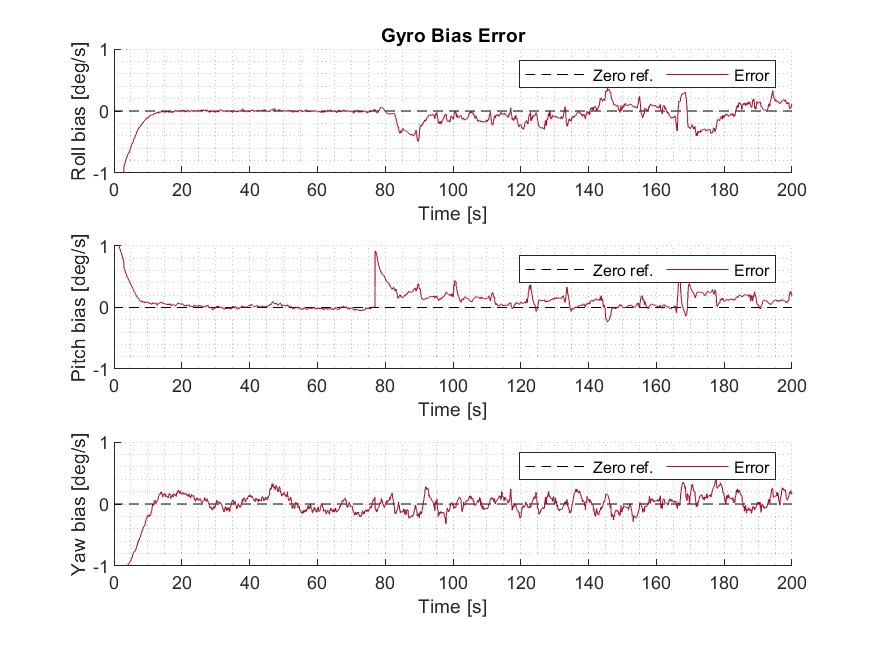 Gyro Bias Error
Roll bias [deg/s]
1
0
-1
Zero ref. Error
0 20 40 60 80 100 120 140 160 180 200
Time [s]
Pitch bias [deg/s]
1
0
-1
Zero ref. Error
0 20 40 60 80 100 120 140 160 180 200
Time [s]
Yaw bias [deg/s]
1
0
-1
Zero ref. Error
0 20 40 60 80 100 120 140 160 180 200
Time [s]